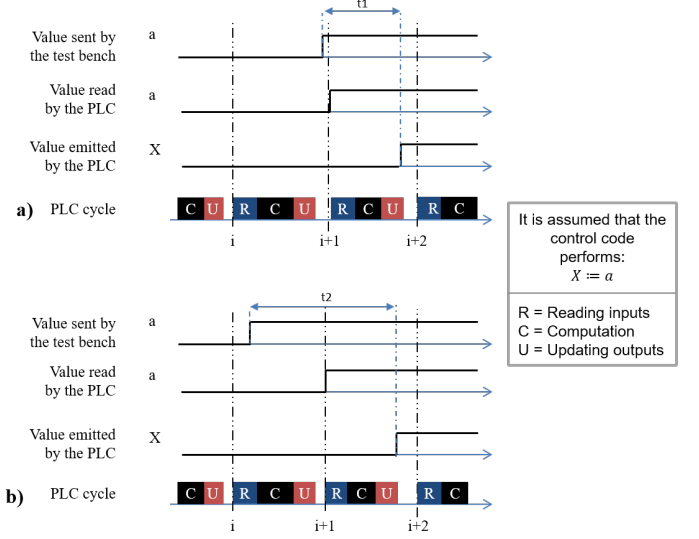 t1
Value sent by
the test bench
a
Value read
by the PLC
a
Value emitted
by the PLC
X
a) PLC cycle
C U R C U R C U R C
i i+1 i+2
It is assumed that the
control code
performs:
X ≔ a
R = Reading inputs
C = Computation
U = Updating outputs
t2
Value sent by
the test bench
a
Value read
by the PLC
a
Value emitted
by the PLC
X
b) PLC cycle
C U R C U R C U R C
i i+1 i+2